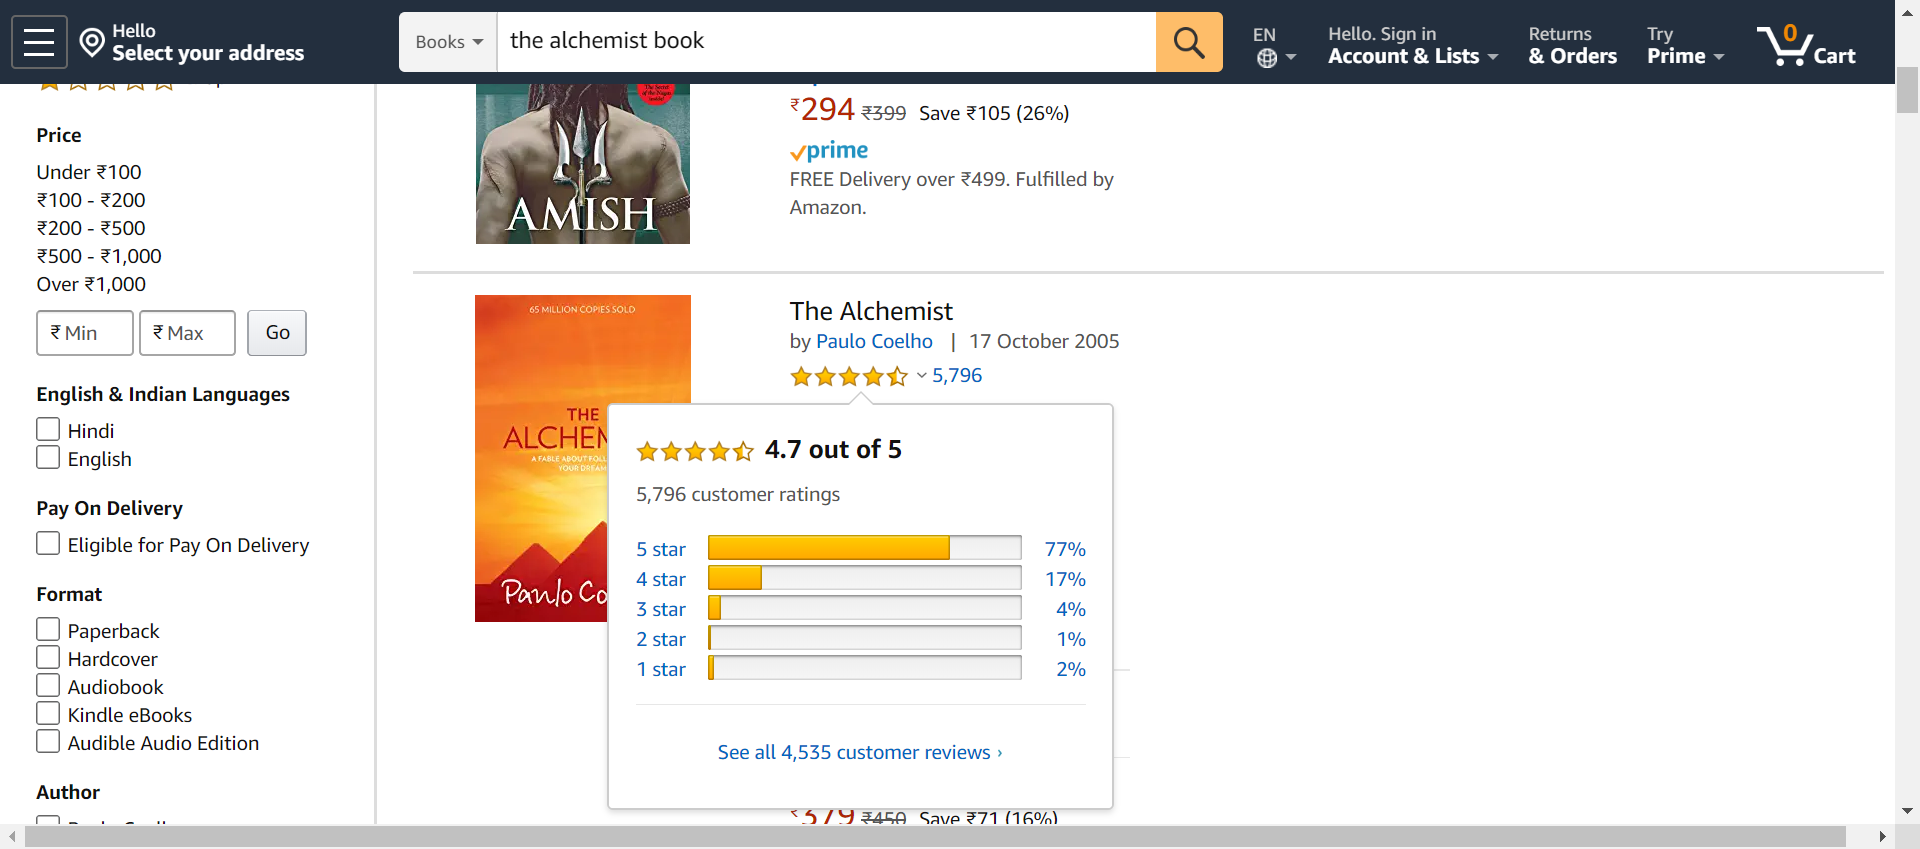 Hello
Select your address
Books
the alchemist book
EN
Hello. Sign in
Account & Lists
Returns
& Orders
Try
Prime
0
Cart
Price
Under ₹100
₹100 - ₹200
₹200 - ₹500
₹500 - ₹1,000
Over ₹1,000
₹ Min
₹ Max
Go
English & Indian Languages
Hindi
English
Pay On Delivery
Eligible for Pay On Delivery
Format
Paperback
Hardcover
Audiobook
Kindle eBooks
Audible Audio Edition
Author
AMISH
₹294 ₹399 Save ₹105 (26%)
prime
FREE Delivery over ₹499. Fulfilled by
Amazon.
65 MILLION COPIES SOLD
THE
ALCHEM
A FABLE ABOUT FOLL
YOUR DREAM
Paulo Co
The Alchemist
by Paulo Coelho | 17 October 2005
5,796
4.7 out of 5
5,796 customer ratings
5 star 77%
4 star 17%
3 star 4%
2 star 1%
1 star 2%
See all 4,535 customer reviews ›
₹379 ₹450 Save ₹71 (16%)